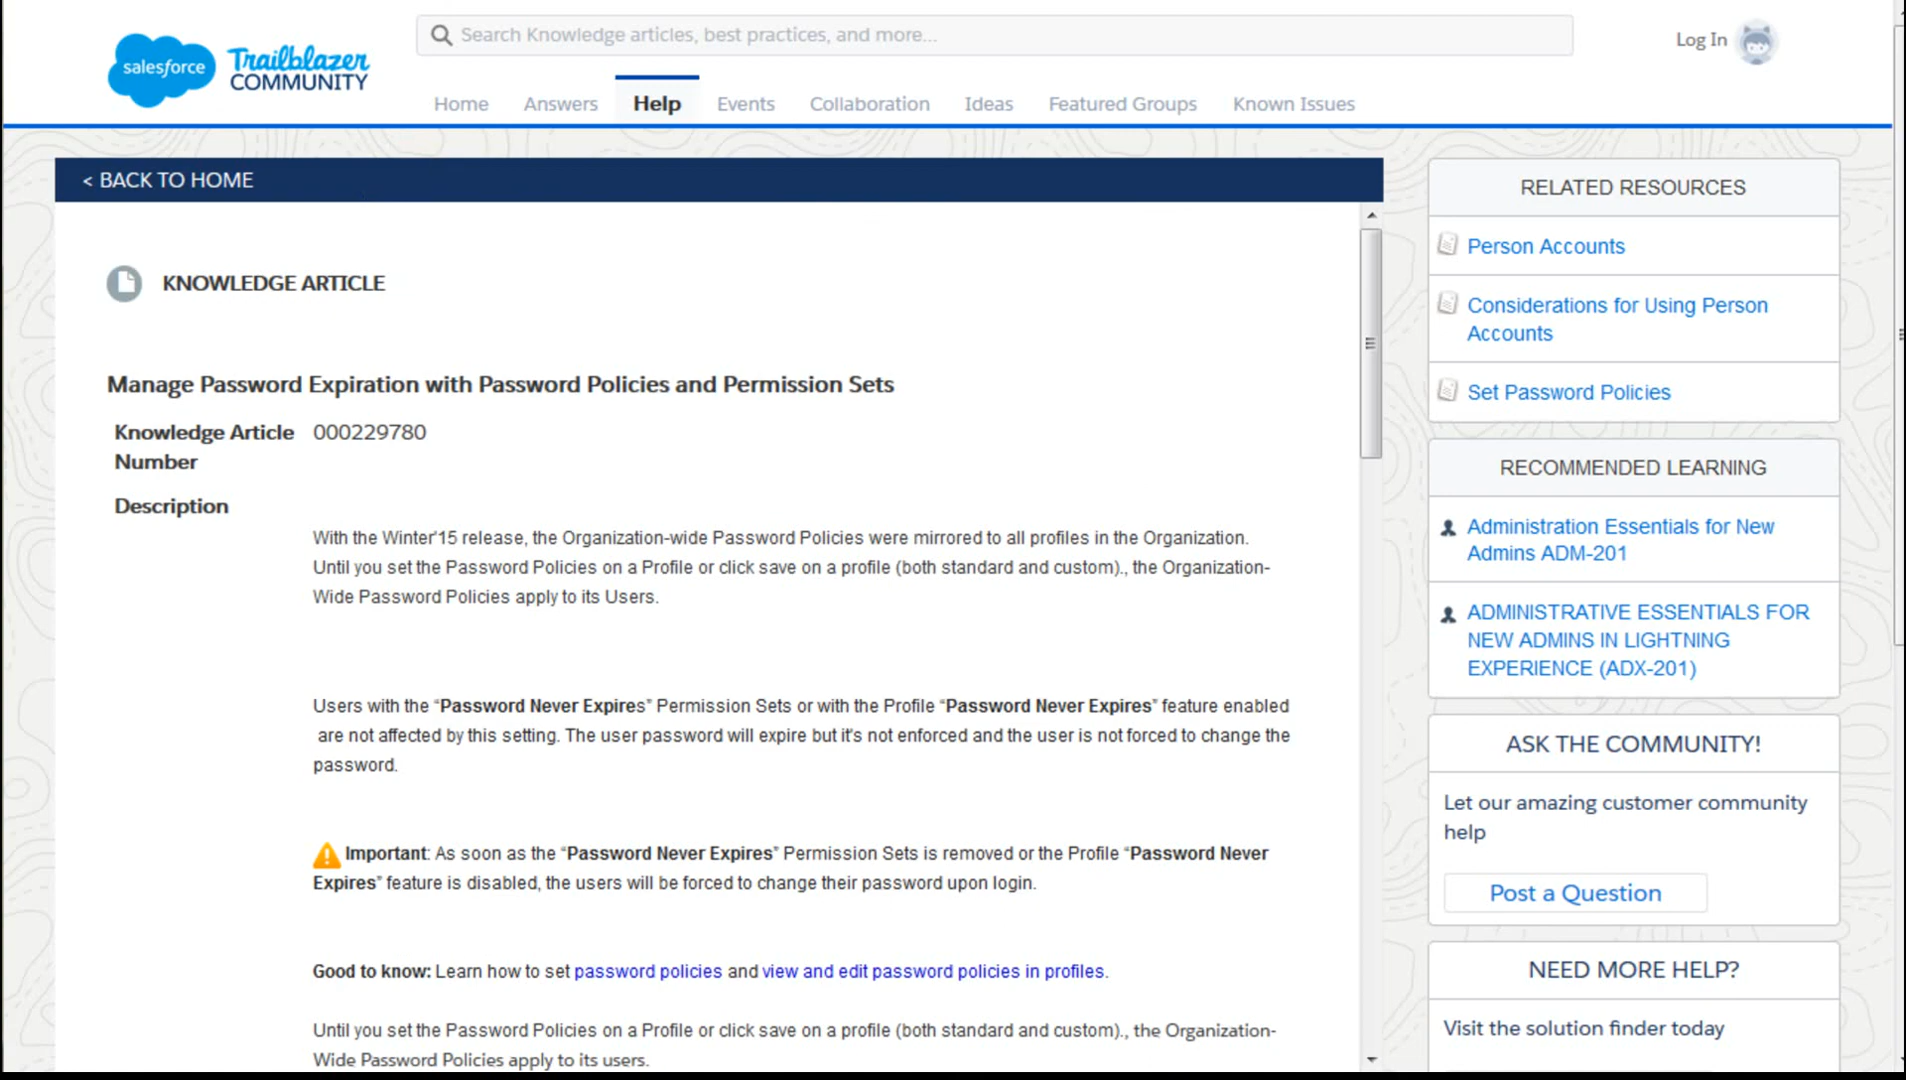 salesforce
Trailblazer
COMMUNITY
Search Knowledge articles, best practices, and more...
Log In
Home Answers Help Events Collaboration Ideas Featured Groups Known Issues
< BACK TO HOME
KNOWLEDGE ARTICLE
Manage Password Expiration with Password Policies and Permission Sets
Knowledge Article 000229780
Number
Description
With the Winter'15 release, the Organization-wide Password Policies were mirrored to all profiles in the Organization.
Until you set the Password Policies on a Profile or click save on a profile (both standard and custom)., the Organization-
Wide Password Policies apply to its Users.
Users with the “Password Never Expires” Permission Sets or with the Profile “Password Never Expires” feature enabled
are not affected by this setting. The user password will expire but it's not enforced and the user is not forced to change the
password.
Important: As soon as the “Password Never Expires” Permission Sets is removed or the Profile “Password Never
Expires” feature is disabled, the users will be forced to change their password upon login.
Good to know: Learn how to set password policies and view and edit password policies in profiles.
Until you set the Password Policies on a Profile or click save on a profile (both standard and custom)., the Organization-
Wide Password Policies apply to its users.
RELATED RESOURCES
Person Accounts
Considerations for Using Person
Accounts
Set Password Policies
RECOMMENDED LEARNING
Administration Essentials for New
Admins ADM-201
ADMINISTRATIVE ESSENTIALS FOR
NEW ADMINS IN LIGHTNING
EXPERIENCE (ADX-201)
ASK THE COMMUNITY!
Let our amazing customer community
help
Post a Question
NEED MORE HELP?
Visit the solution finder today